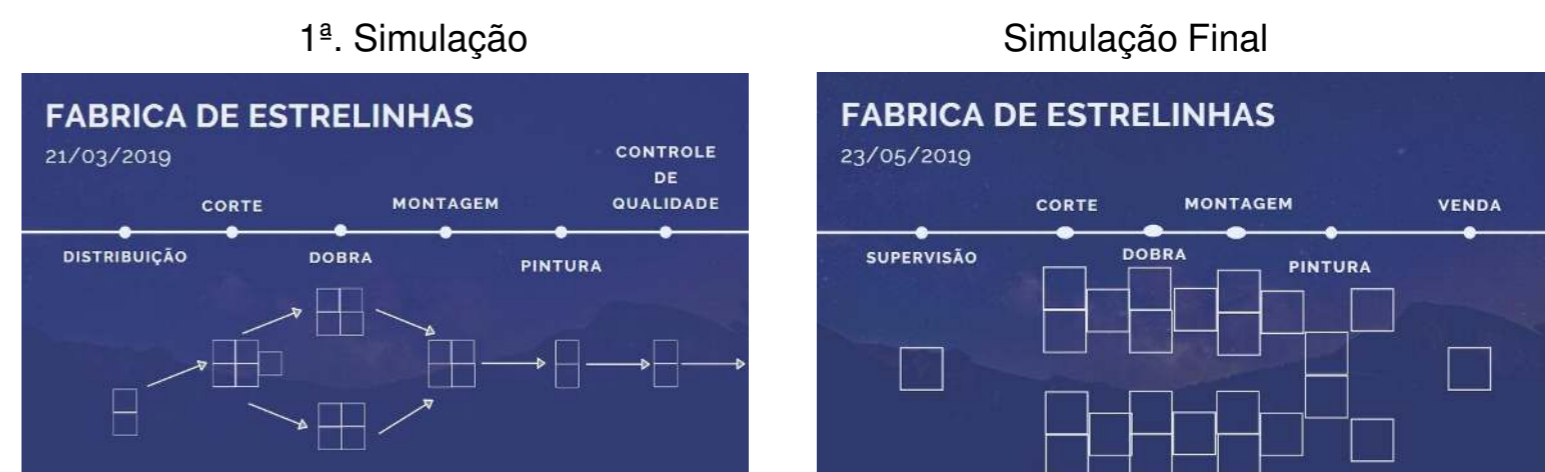 1ª. Simulação
FABRICA DE ESTRELINHAS
21/03/2019
CONTROLE
DE
QUALIDADE
CORTE
MONTAGEM
DISTRIBUIÇÃO
DOBRA
PINTURA
Simulação Final
FABRICA DE ESTRELINHAS
23/05/2019
CORTE
MONTAGEM
VENDA
SUPERVISÃO
DOBRA
PINTURA